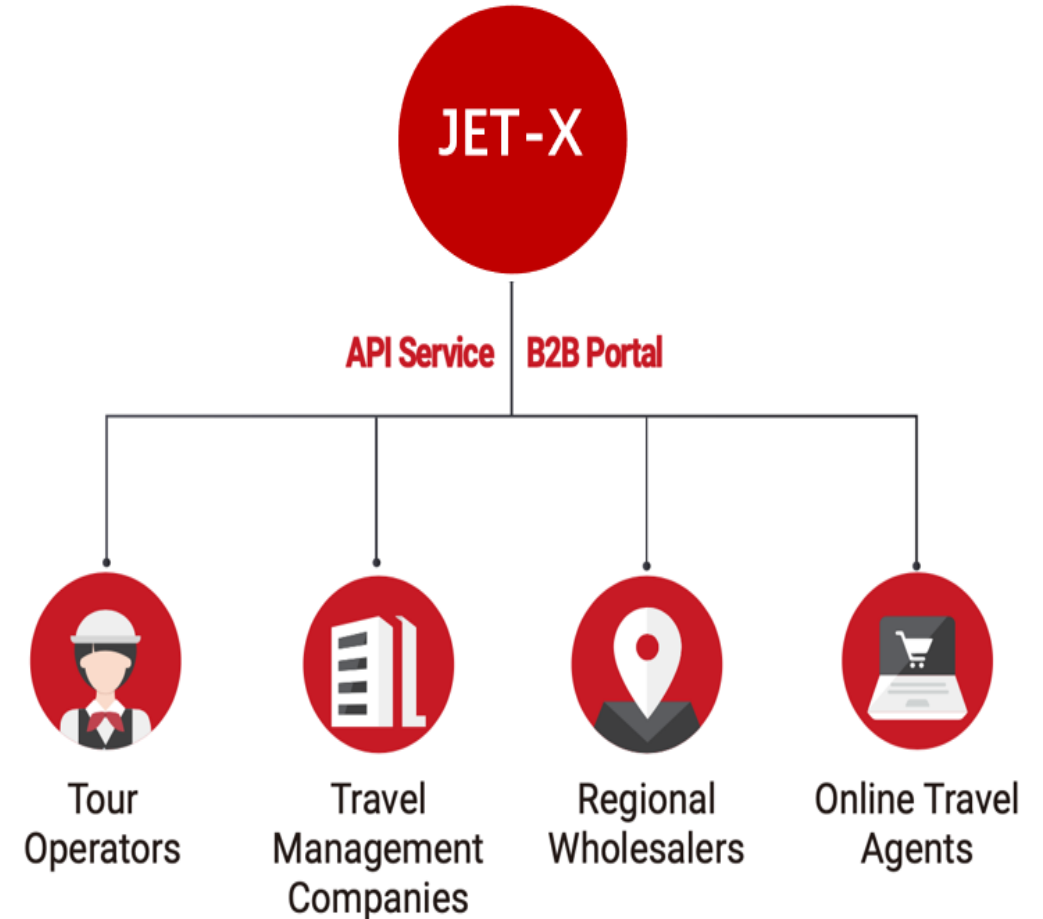 JET-X
API Service B2B Portal
Tour
Operators
Travel
Management
Companies
Regional
Wholesalers
Online Travel
Agents